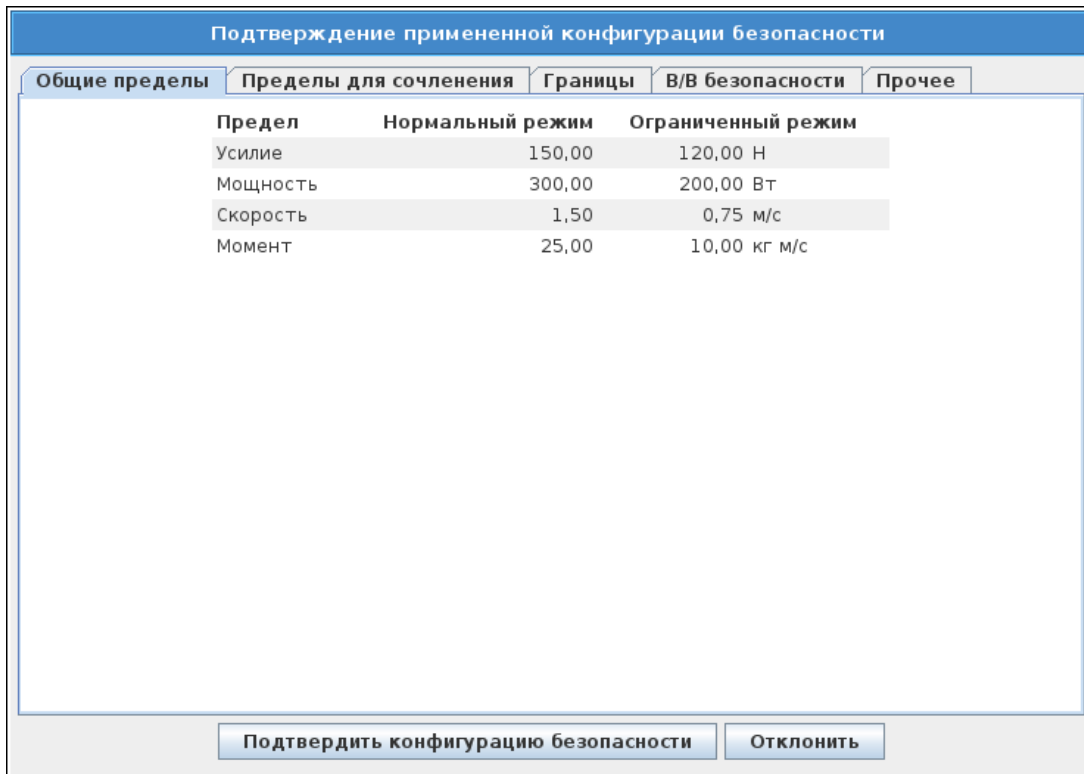 Подтверждение примененной конфигурации безопасности
Общие пределы Пределы для сочленения Границы В/В безопасности Прочее
Предел Нормальный режим Ограниченный режим
Усилие 150,00 120,00 Н
Мощность 300,00 200,00 Вт
Скорость 1,50 0,75 м/с
Момент 25,00 10,00 кг м/с
Подтвердить конфигурацию безопасности Отклонить